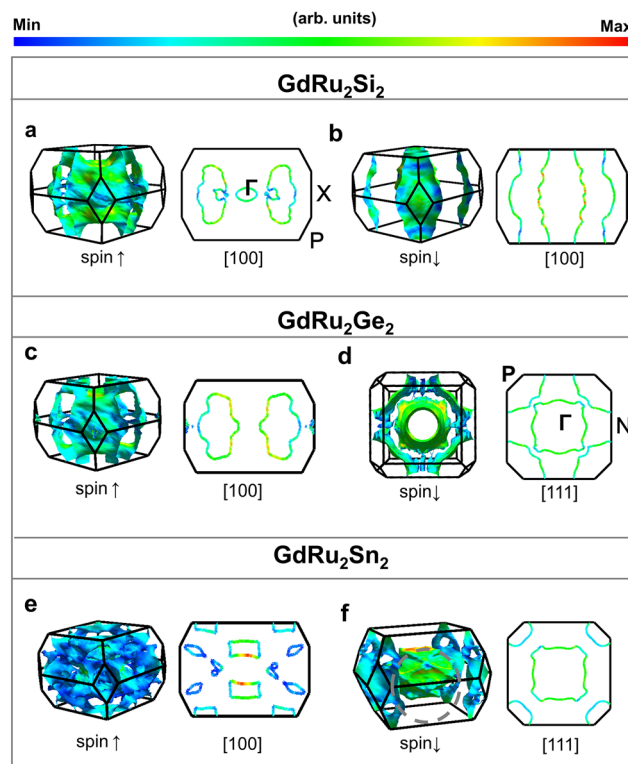 Min (arb. units) Max
GdRu₂Si₂
a b
Γ X P
spin ↑ [100] spin↓ [100]
GdRu₂Ge₂
c d
P Γ N
spin ↑ [100] spin↓ [111]
GdRu₂Sn₂
e f
spin ↑ [100] spin↓ [111]